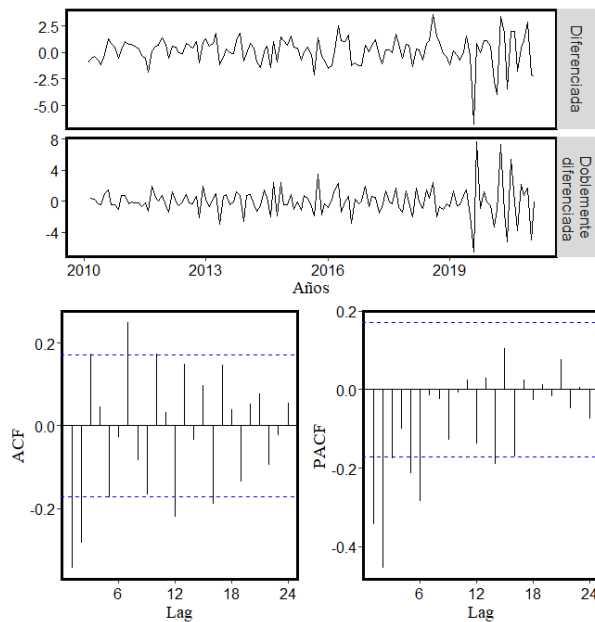 2.5
0.0
-2.5
-5.0
Diferenciada
8
4
0
-4
Doblemente
diferenciada
2010 2013 2016 2019
Años
0.2
0.0
-0.2
ACF
6 12 18 24
Lag
0.2
0.0
-0.2
-0.4
PACF
6 12 18 24
Lag